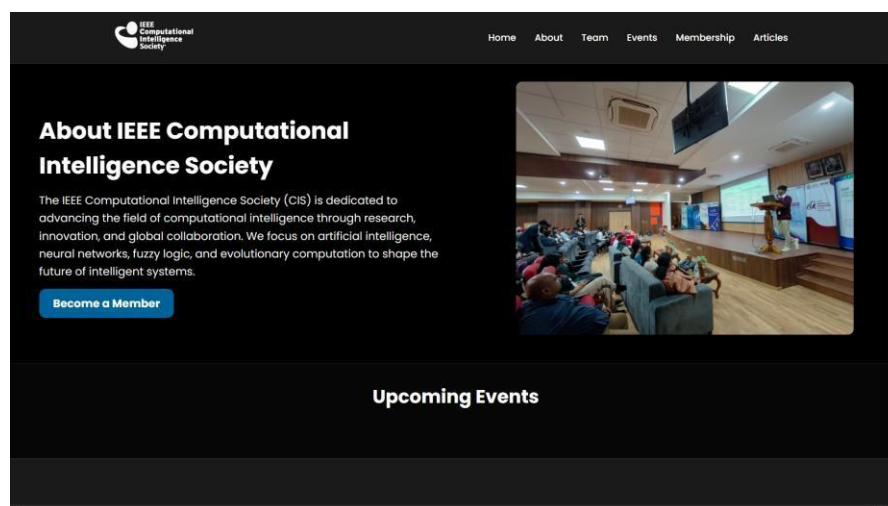 IEEE
Computational
Intelligence
Society
Home About Team Events Membership Articles
About IEEE Computational
Intelligence Society
The IEEE Computational Intelligence Society (CIS) is dedicated to
advancing the field of computational intelligence through research,
innovation, and global collaboration. We focus on artificial intelligence,
neural networks, fuzzy logic, and evolutionary computation to shape the
future of intelligent systems.
Become a Member
Upcoming Events